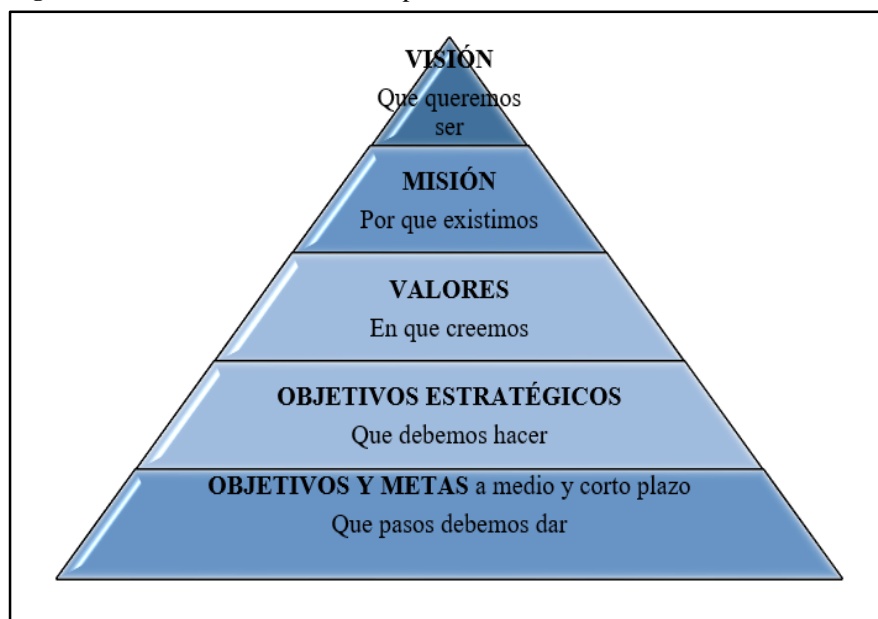 VISIÓN
Que queremos
ser
MISIÓN
Por que existimos
VALORES
En que creemos
OBJETIVOS ESTRATÉGICOS
Que debemos hacer
OBJETIVOS Y METAS a medio y corto plazo
Que pasos debemos dar